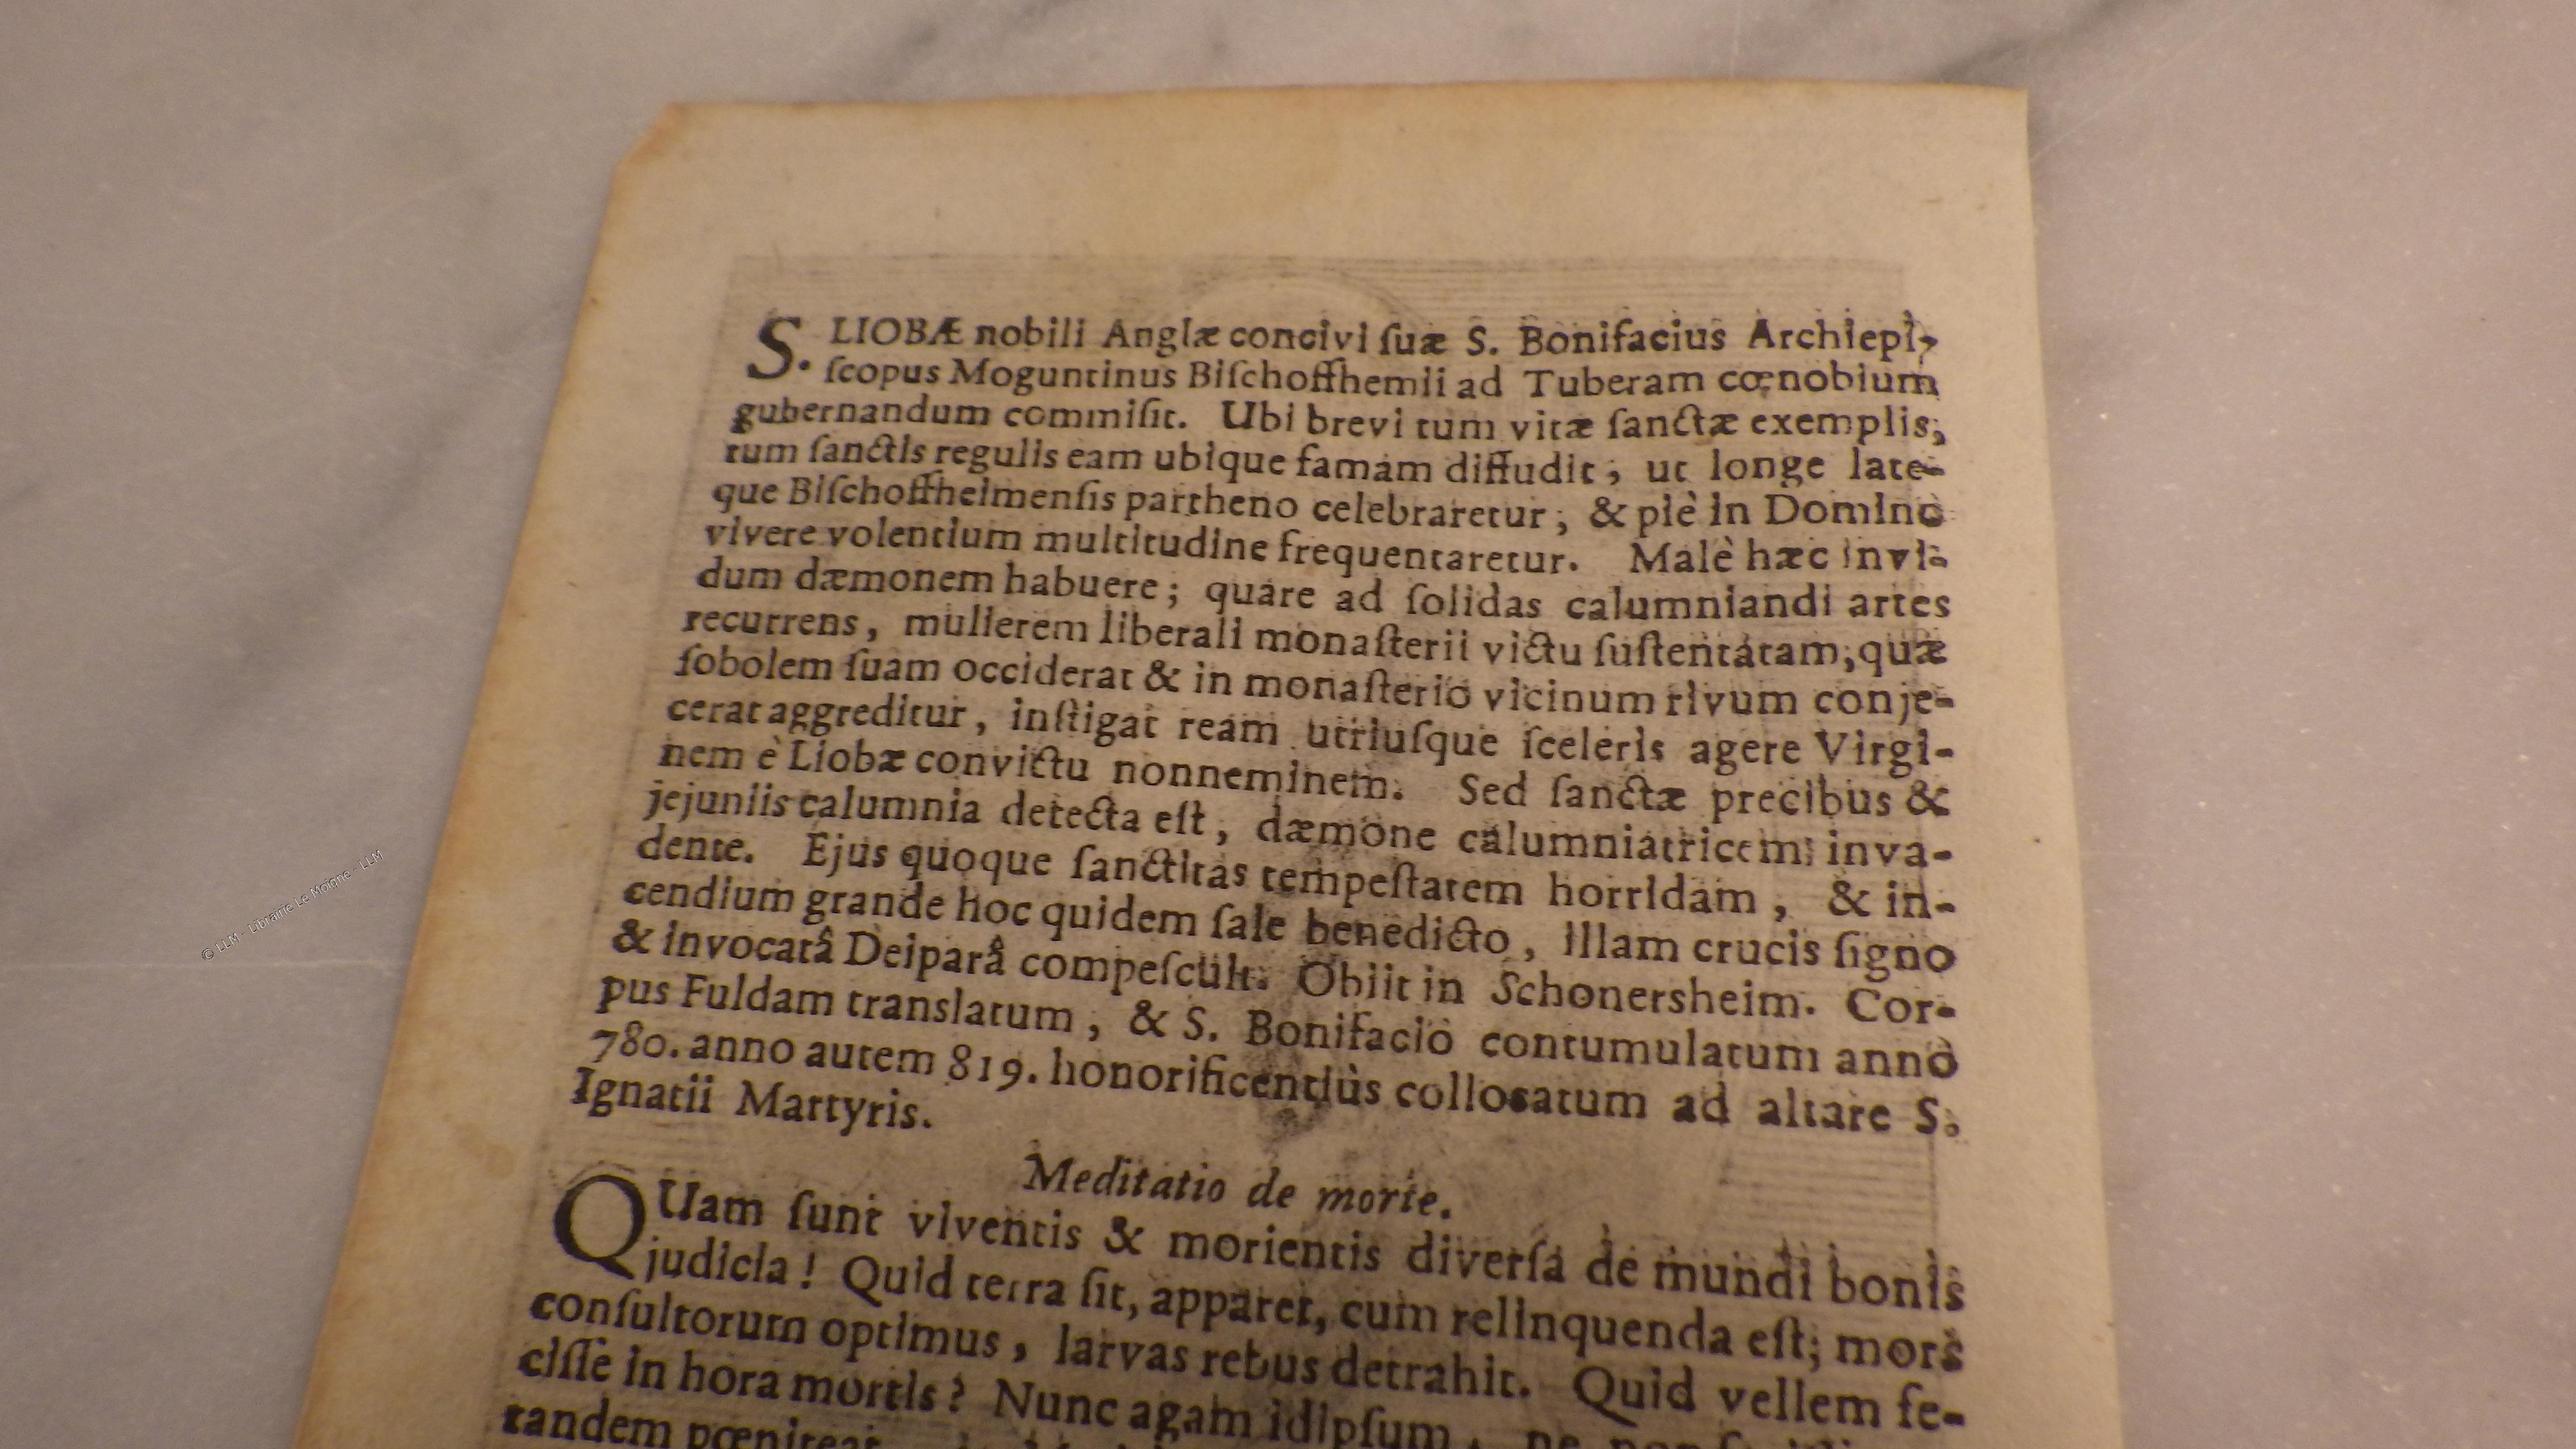 S. LIOBÆ nobili Anglæ concivi ſuæ S. Bonifacius Archiepi-
ſcopus Moguntinus Biſchoffhemii ad Tuberam cœnobium
gubernandum commiſit. Ubi brevi tum vitæ ſanctæ exemplis,
tum ſanctis regulis eam ubique famam diffudit, ut longe late-
que Biſchoffheimenſis partheno celebraretur; & piè in Domino
vivere volentium multitudine frequentaretur. Malè hæc invi-
dum dæmonem habuere; quare ad ſolidas calumniandi artes
recurrens, mulierem liberali monaſterii victu ſuſtentatam, quæ
ſobolem ſuam occiderat & in monaſterio vicinum rivum conje-
cerat aggreditur, inſtigat ream utriuſque ſceleris agere Virgi-
nem è Liobæ convictu nonneminem. Sed ſanctæ precibus &
jejuniis calumnia detecta eſt, dæmone calumniatricem inva-
dente. Ejus quoque ſanctitas tempeſtatem horridam, & in-
cendium grande hoc quidem ſale benedicto, illam crucis ſigno
& invocatâ Deiparâ compeſcuit. Obiit in Schonersheim. Cor-
pus Fuldam translatum, & S. Bonifacio contumulatum anno
780. anno autem 819. honorificentiùs collocatum ad altare S.
Ignatii Martyris.
Meditatio de morte.
QUam ſunt viventis & morientis diverſa de mundi bonis
judicia! Quid terra ſit, apparet, cum relinquenda eſt; mors
conſultorum optimus, larvas rebus detrahit. Quid vellem fe-
ciſſe in hora mortis? Nunc agam idipſum, ne
tandem pœniteat
© LLM - Librairie Le Moigne - LLM